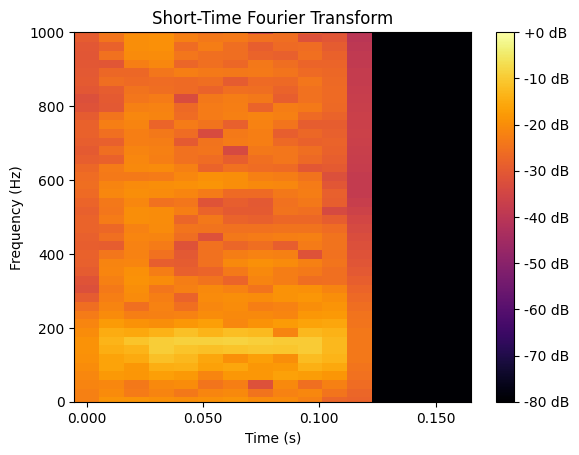 Short-Time Fourier Transform
1000
800
600
400
200
0
Frequency (Hz)
0.000
0.050
0.100
0.150
Time (s)
+0 dB
-10 dB
-20 dB
-30 dB
-40 dB
-50 dB
-60 dB
-70 dB
-80 dB